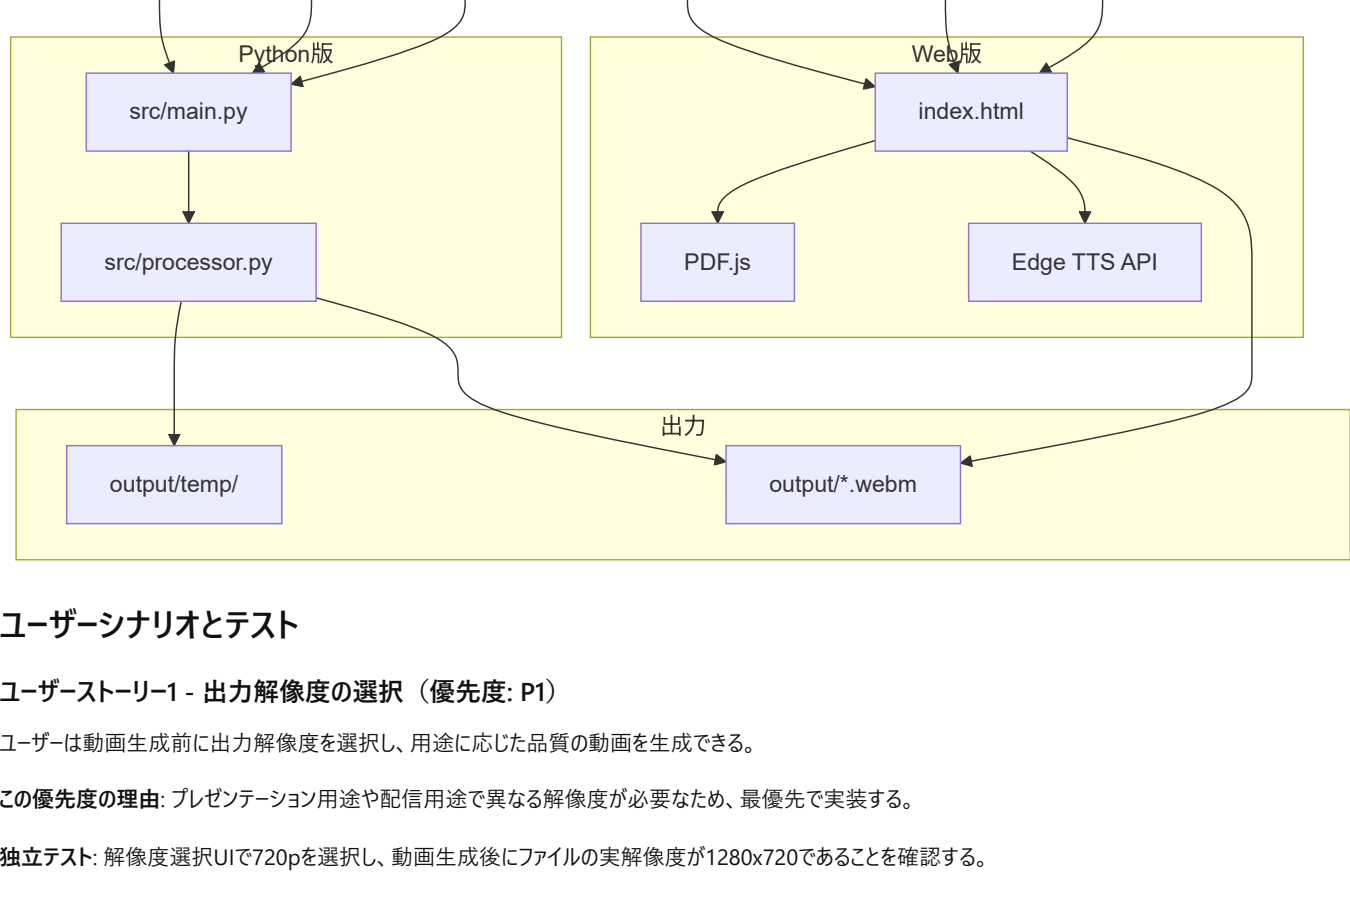 Python版
Web版
src/main.py
index.html
src/processor.py
PDF.js
Edge TTS API
出力
output/temp/
output/*.webm
ユーザーシナリオとテスト
ユーザーストーリー1 - 出力解像度の選択（優先度: P1）
ユーザーは動画生成前に出力解像度を選択し、用途に応じた品質の動画を生成できる。
この優先度の理由: プレゼンテーション用途や配信用途で異なる解像度が必要なため、最優先で実装する。
独立テスト: 解像度選択UIで720pを選択し、動画生成後にファイルの実解像度が1280x720であることを確認する。